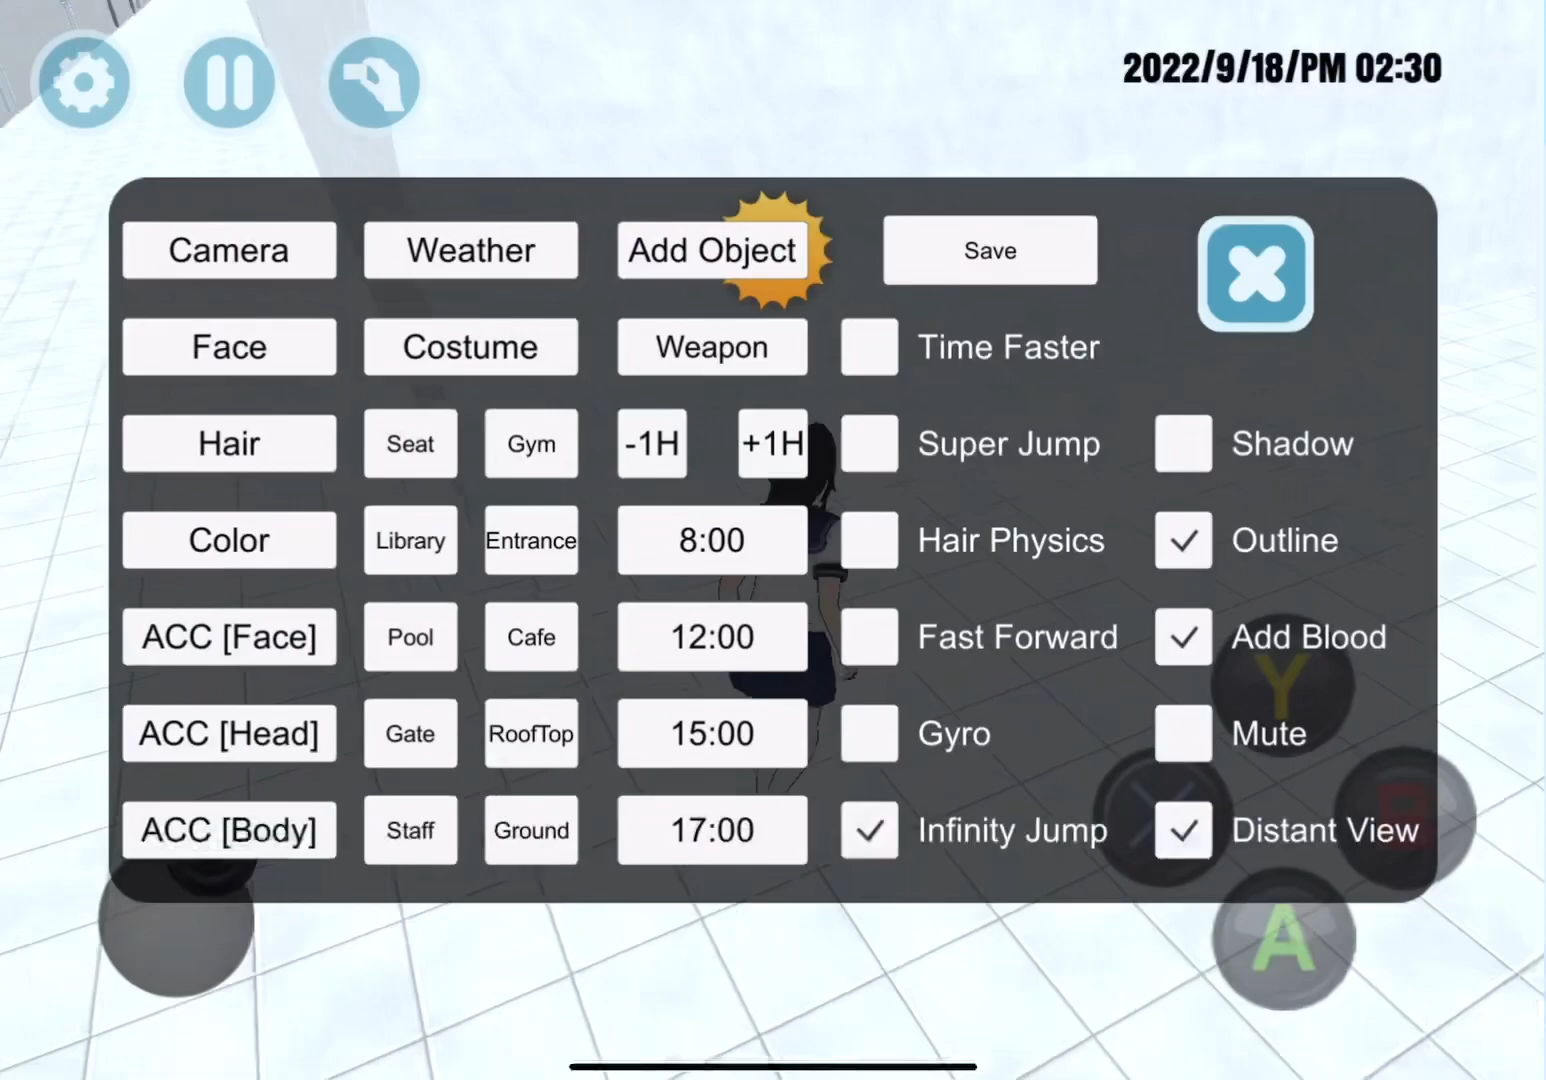 2022/9/18/PM 02:30
Camera Weather Add Object Save
Face Costume Weapon Time Faster
Hair Seat Gym -1H +1H Super Jump Shadow
Color Library Entrance 8:00 Hair Physics Outline
ACC [Face] Pool Cafe 12:00 Fast Forward Add Blood
Y
ACC [Head] Gate RoofTop 15:00 Gyro Mute
X B
ACC [Body] Staff Ground 17:00 Infinity Jump Distant View
A